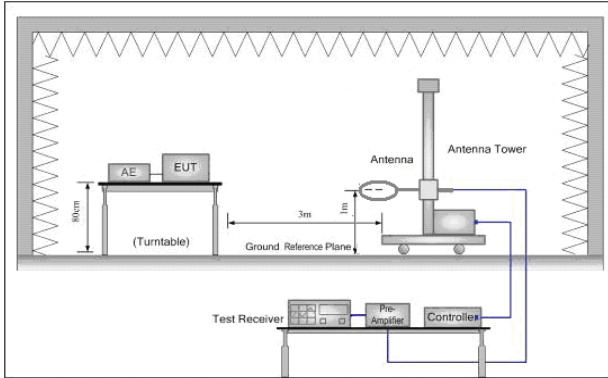 AE
EUT
80cm
(Turntable)
3m
1m
Antenna
Antenna Tower
Ground Reference Plane
Test Receiver
Pre-
Amplifier
Controller